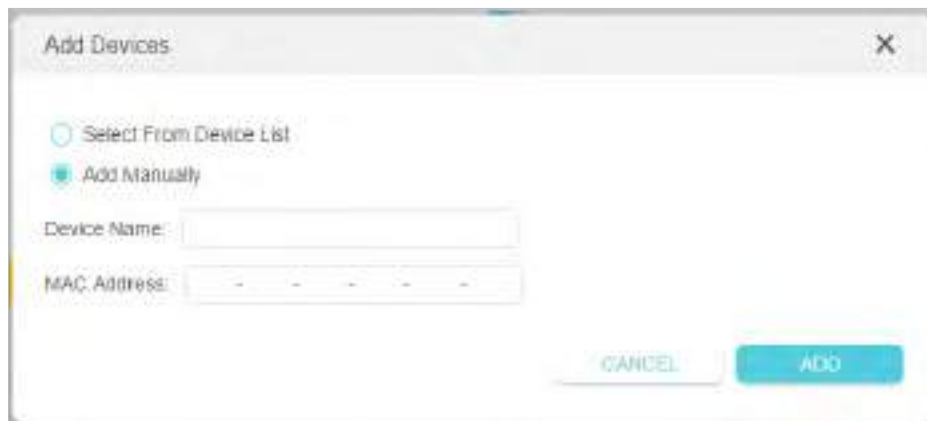 Add Devices
Select From Device List
Add Manually
Device Name:
MAC Address: - - - - -
CANCEL
ADD